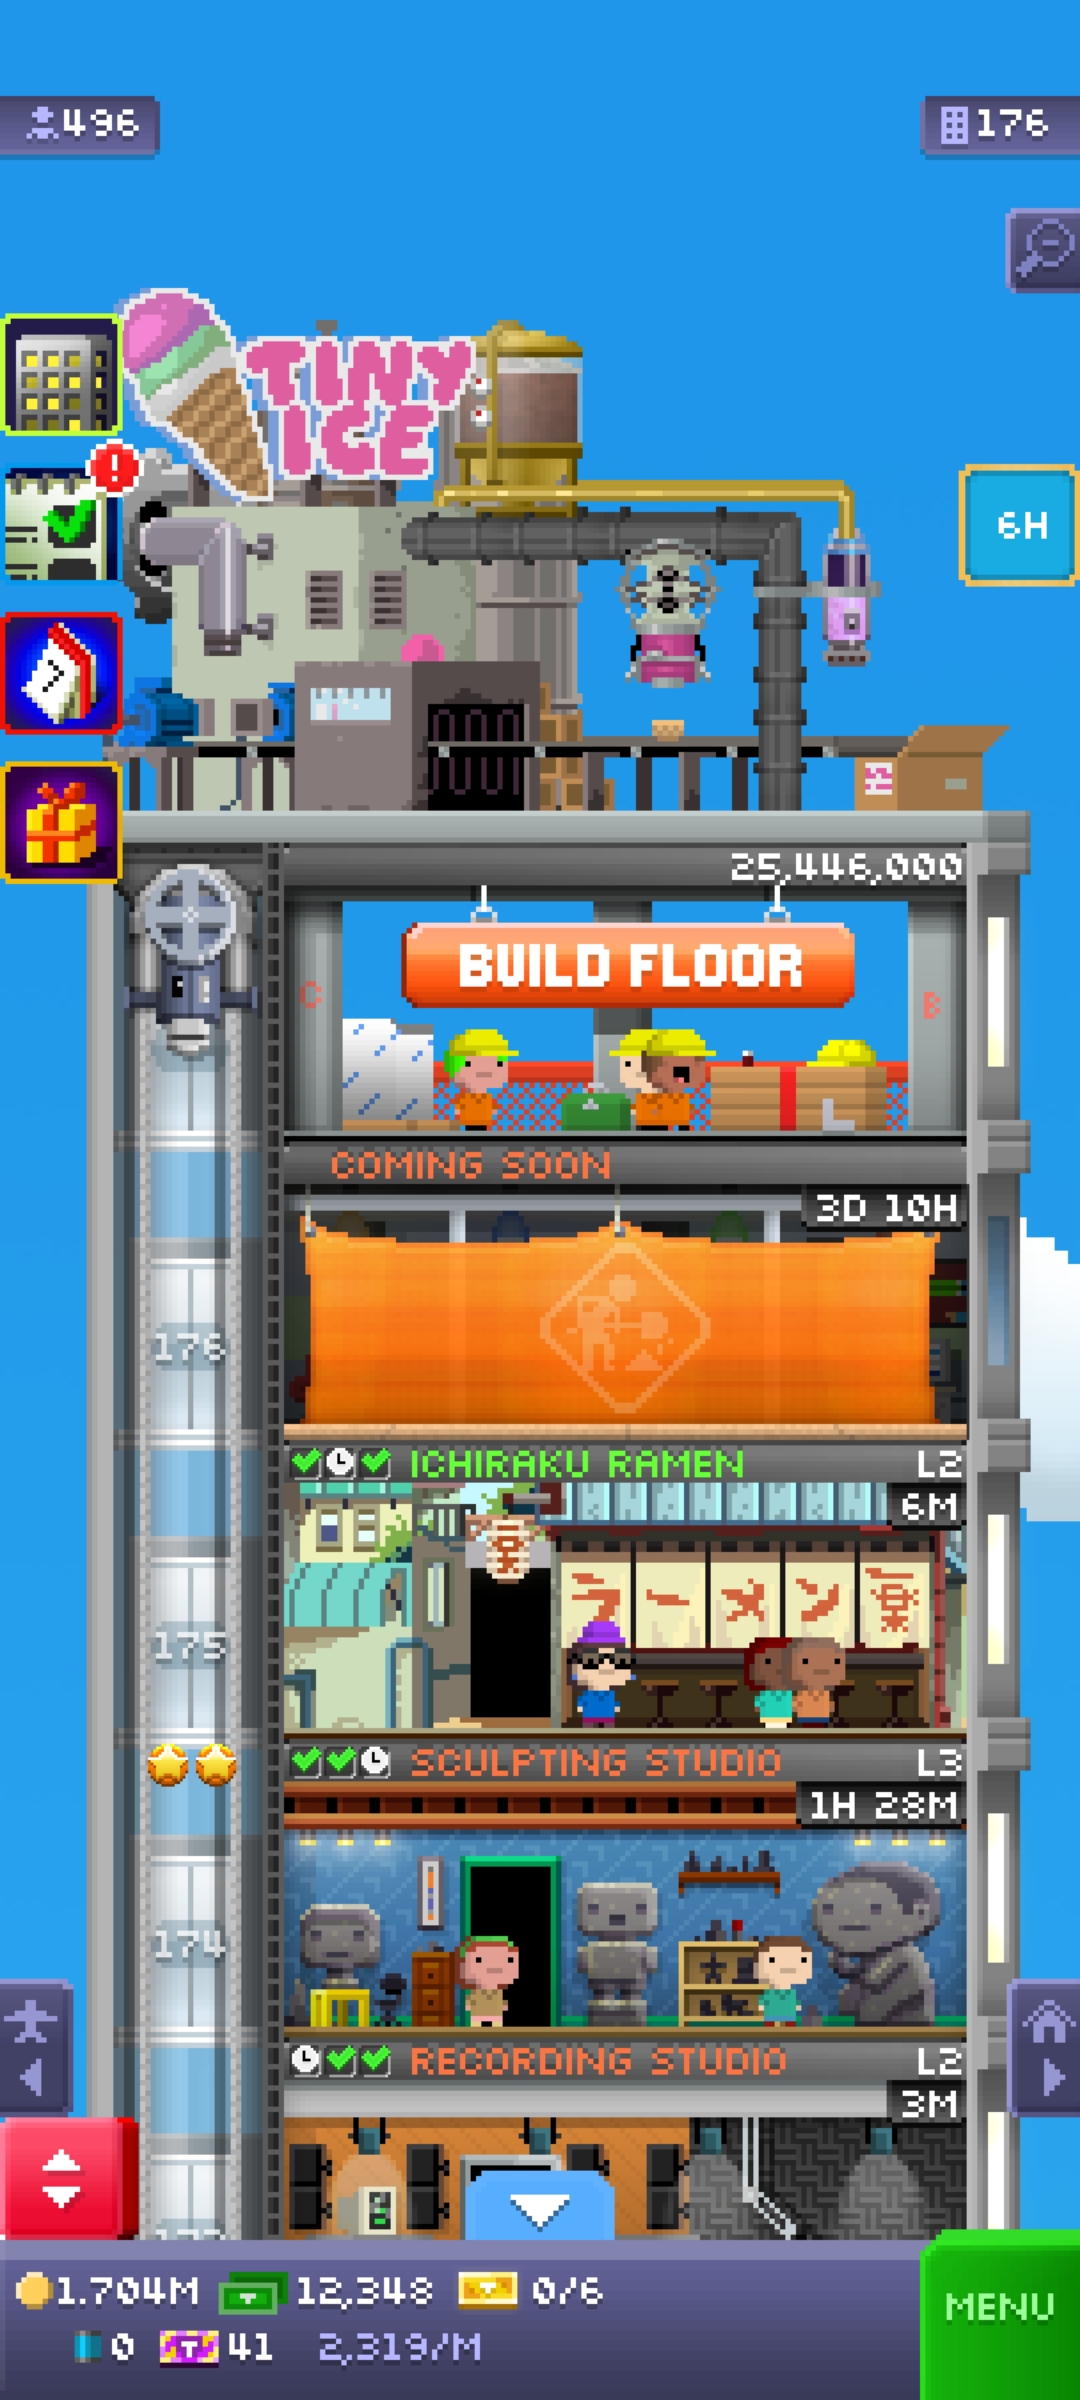 496
176
TINY
ICE
6H
25,446,000
BUILD FLOOR
C
B
COMING SOON
3D 10H
176
ICHIRAKU RAMEN L2
6M
ラーメン
175
SCULPTING STUDIO L3
1H 28M
174
RECORDING STUDIO L2
3M
1.704M 12,348 0/6
MENU
0 41 2,319/M